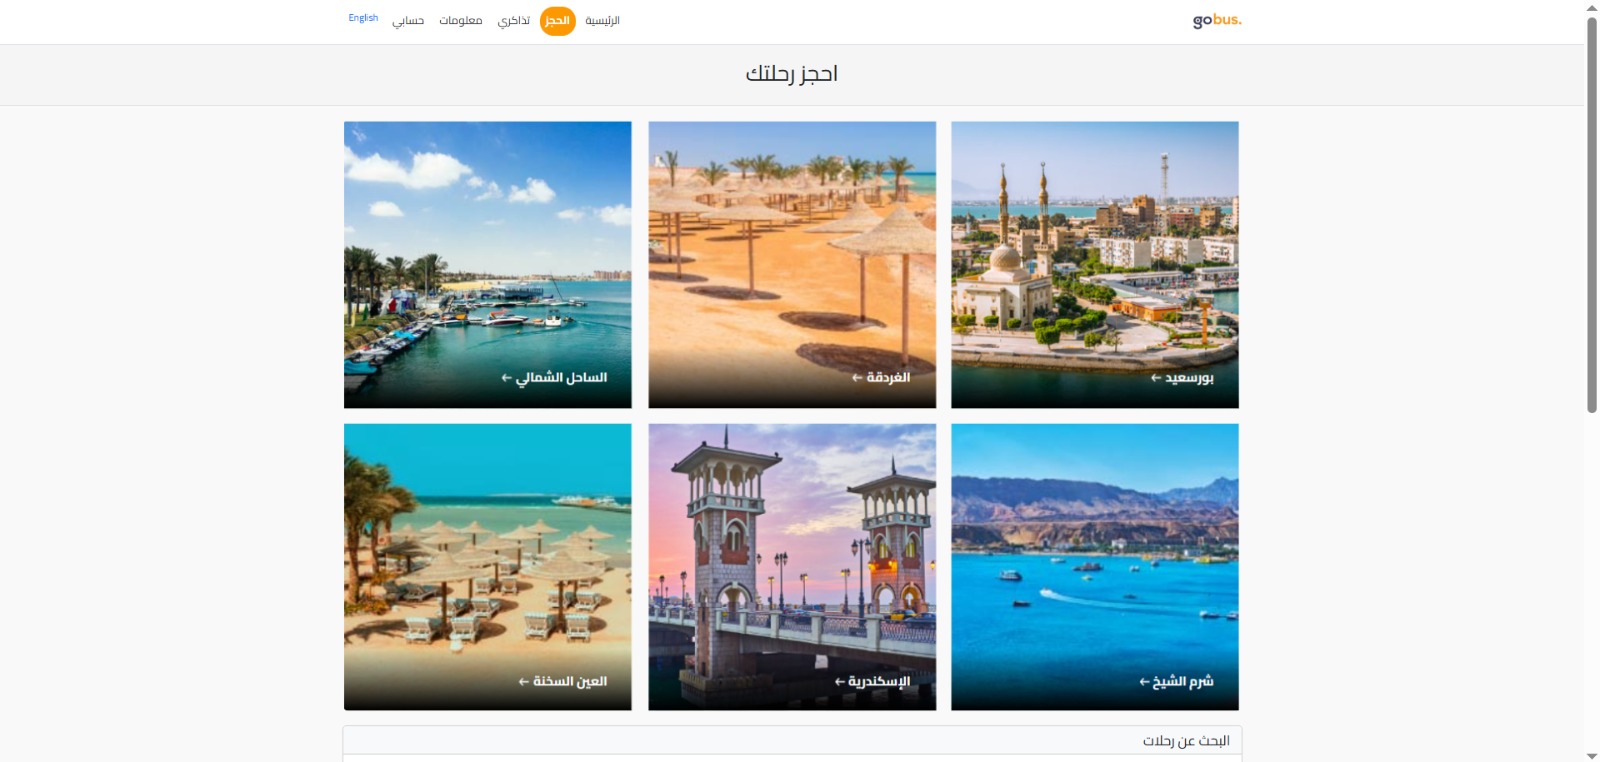 gobus.
الرئيسية
الحجز
تذاكري
معلومات
حسابي
English
احجز رحلتك
بورسعيد ←
الغردقة ←
الساحل الشمالي ←
شرم الشيخ ←
الإسكندرية ←
العين السخنة ←
البحث عن رحلات